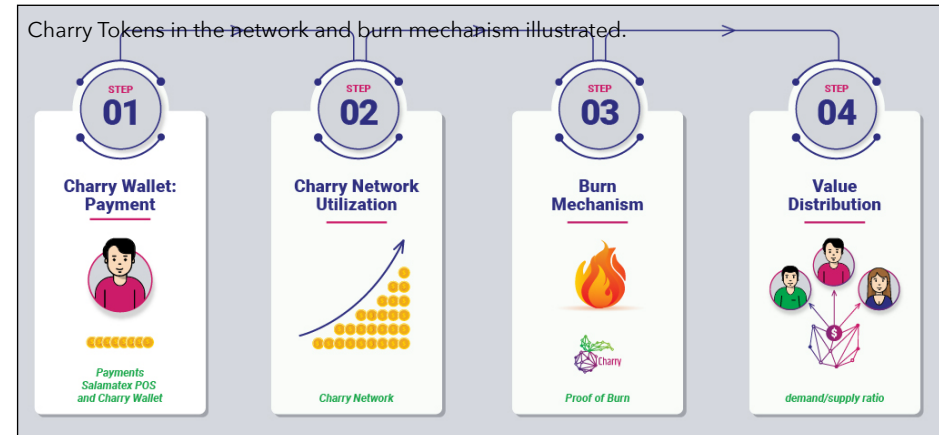 Charry Tokens in the network and burn mechanism illustrated.
STEP
01
Charry Wallet:
Payment
Payments
Salamatex POS
and Charry Wallet
STEP
02
Charry Network
Utilization
Charry Network
STEP
03
Burn
Mechanism
Charry
Proof of Burn
STEP
04
Value
Distribution
$
demand/supply ratio